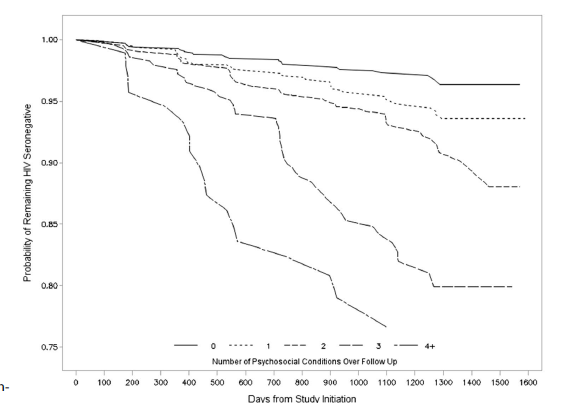 1.00
0.95
0.90
0.85
0.80
0.75
Probability of Remaining HIV Seronegative
0 1 2 3 4+
Number of Psychosocial Conditions Over Follow Up
0 100 200 300 400 500 600 700 800 900 1000 1100 1200 1300 1400 1500 1600
Days from Study Initiation
n-